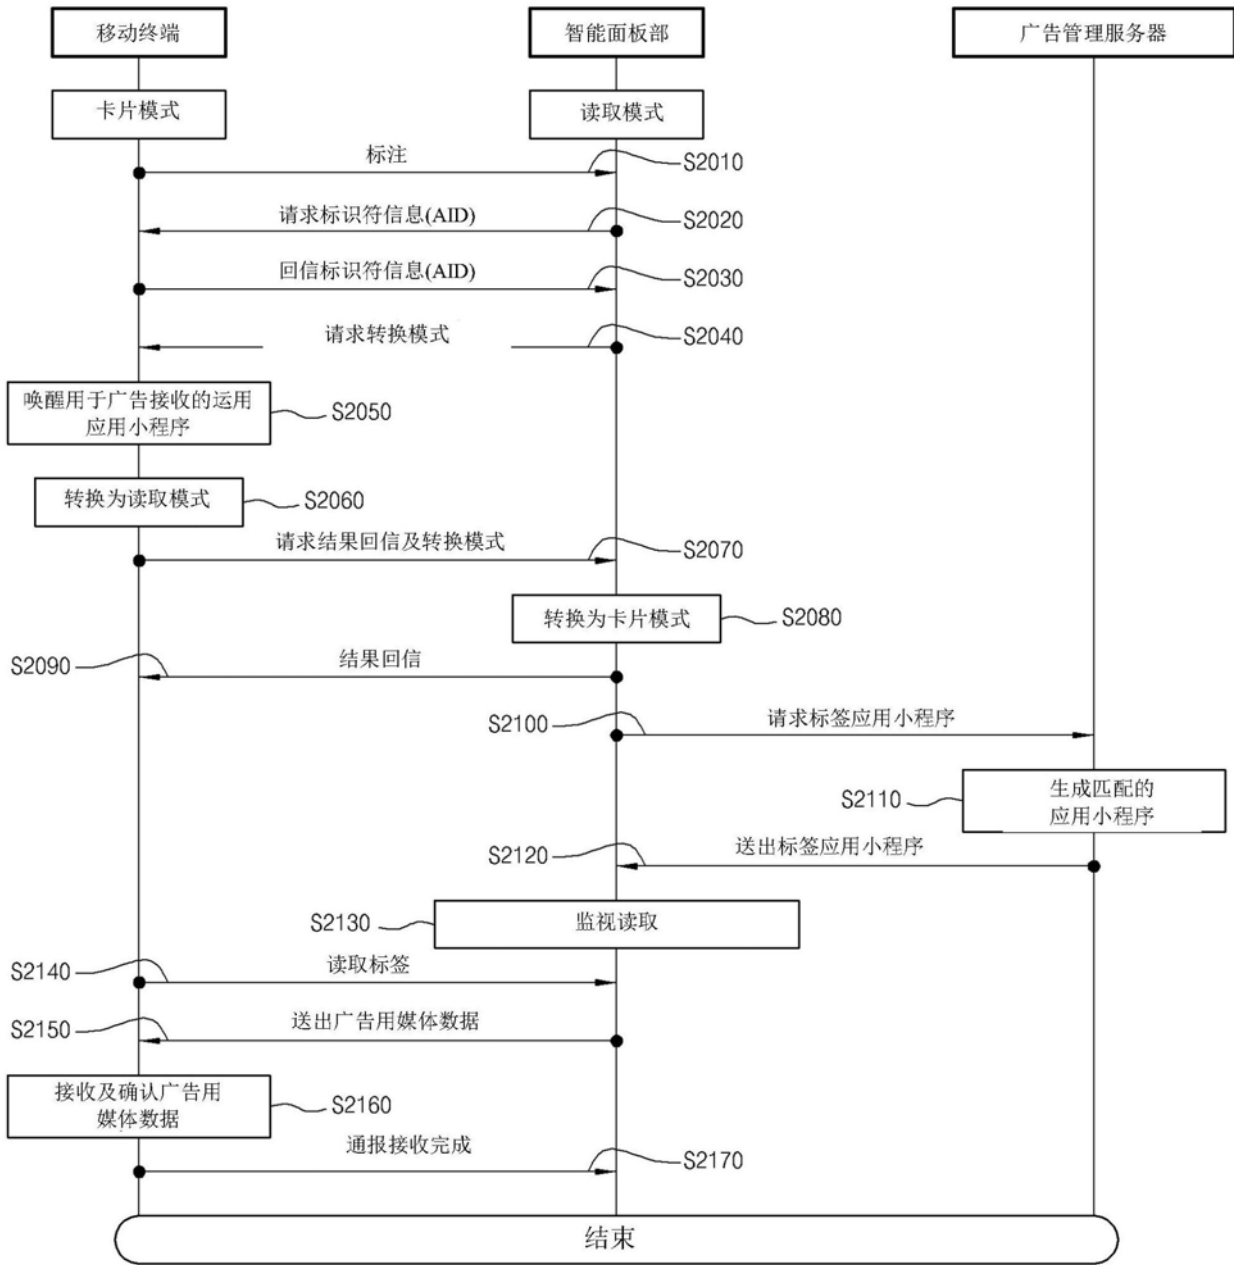 移动终端
智能面板部
广告管理服务器
卡片模式
读取模式
标注
S2010
请求标识符信息(AID)
S2020
回信标识符信息(AID)
S2030
请求转换模式
S2040
唤醒用于广告接收的运用
应用小程序
S2050
转换为读取模式
S2060
请求结果回信及转换模式
S2070
转换为卡片模式
S2080
S2090
结果回信
S2100
请求标签应用小程序
S2110
生成匹配的
应用小程序
S2120
送出标签应用小程序
S2130
监视读取
S2140
读取标签
S2150
送出广告用媒体数据
接收及确认广告用
媒体数据
S2160
通报接收完成
S2170
结束